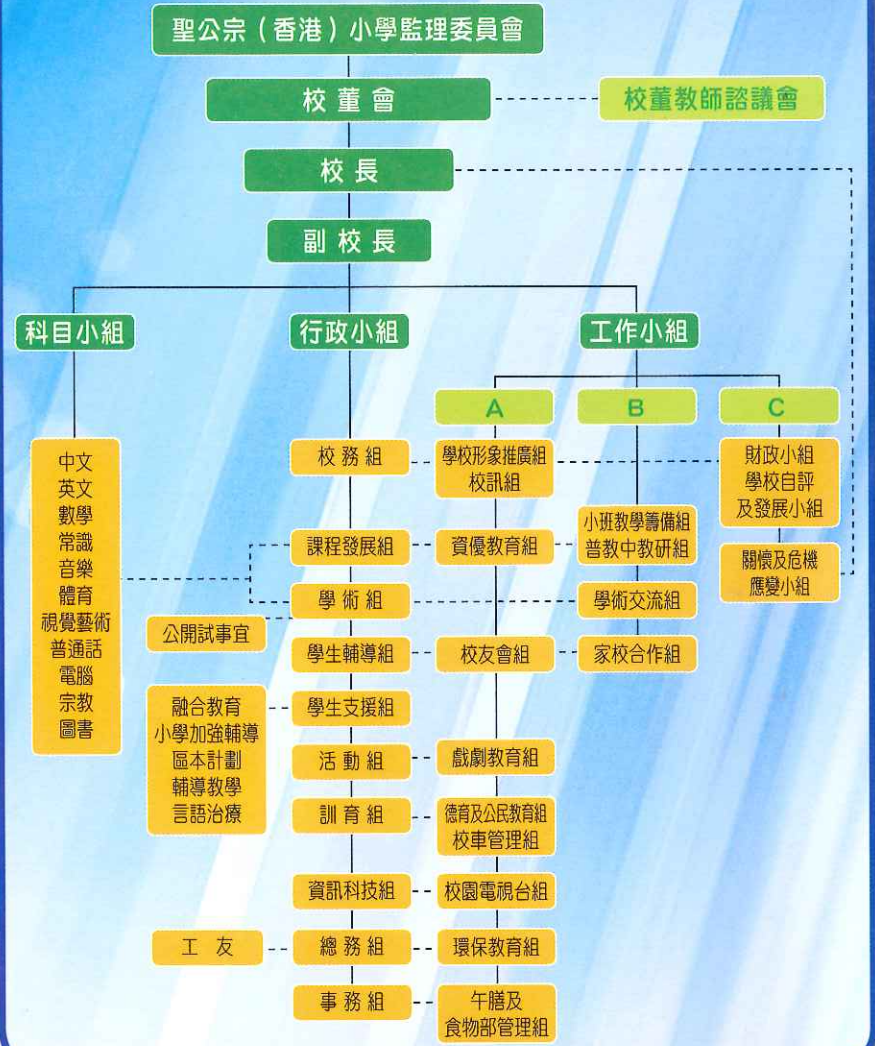 聖公宗（香港）小學監理委員會
校董會
校董教師諮議會
校長
副校長
科目小組
行政小組
工作小組
A
B
C
中文
英文
數學
常識
音樂
體育
視覺藝術
普通話
電腦
宗教
圖書
校務組
學校形象推廣組
校訊組
財政小組
學校自評
及發展小組
課程發展組
資優教育組
小班教學籌備組
普教中教研組
關懷及危機
應變小組
學術組
學術交流組
公開試事宜
學生輔導組
校友會組
家校合作組
融合教育
小學加強輔導
區本計劃
輔導教學
言語治療
學生支援組
活動組
戲劇教育組
訓育組
德育及公民教育組
校車管理組
資訊科技組
校園電視台組
工友
總務組
環保教育組
事務組
午膳及
食物部管理組